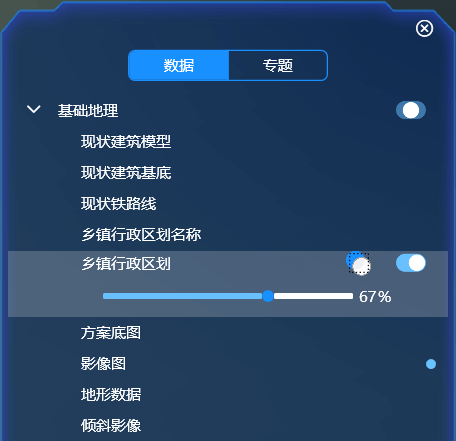 数据 专题
基础地理
现状建筑模型
现状建筑基底
现状铁路线
乡镇行政区划名称
乡镇行政区划
67%
方案底图
影像图
地形数据
倾斜影像